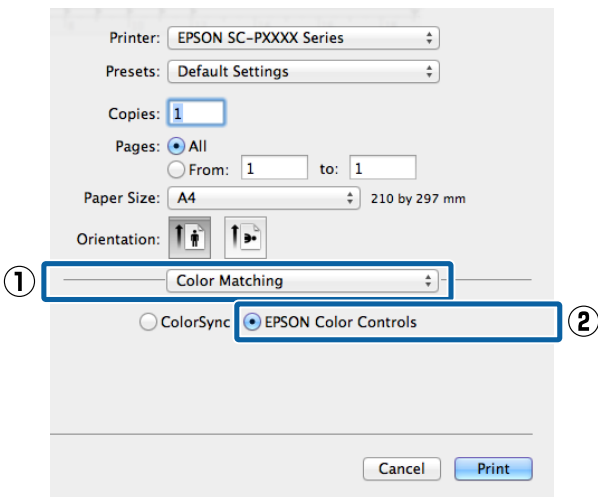 Printer: EPSON SC-PXXXX Series
Presets: Default Settings
Copies: 1
Pages: All
From: 1 to: 1
Paper Size: A4 210 by 297 mm
Orientation:
① Color Matching
ColorSync EPSON Color Controls ②
Cancel Print